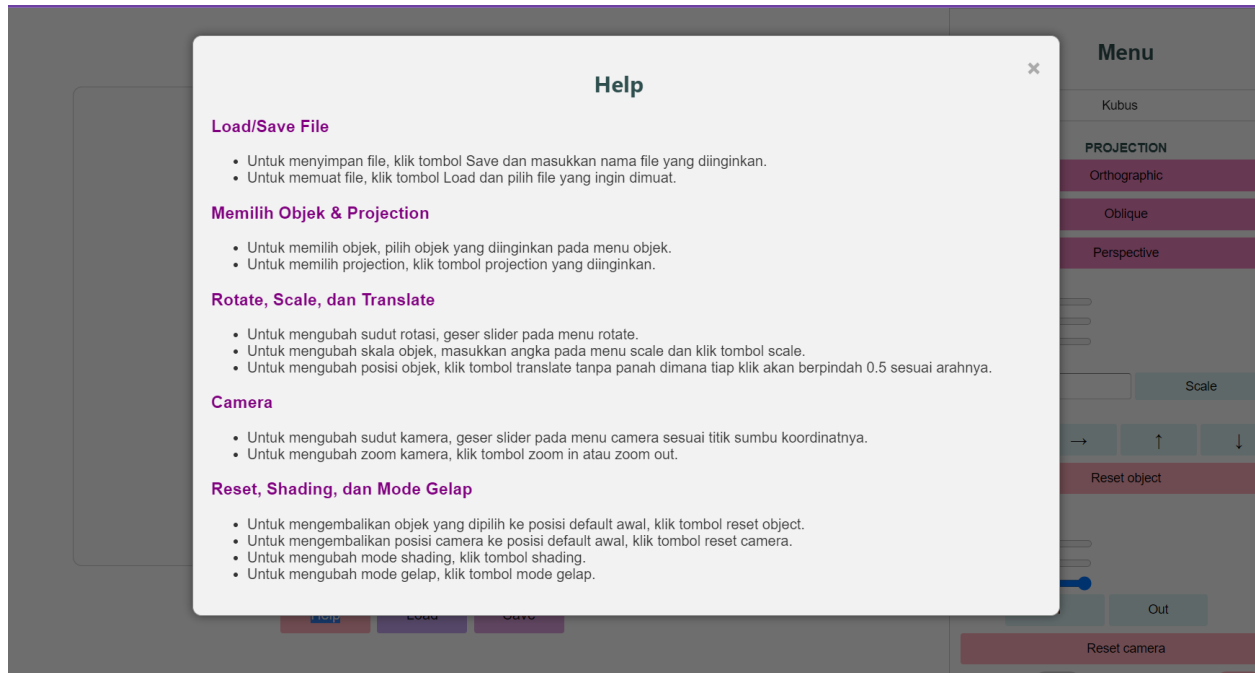 Help
×
Load/Save File
• Untuk menyimpan file, klik tombol Save dan masukkan nama file yang diinginkan.
• Untuk memuat file, klik tombol Load dan pilih file yang ingin dimuat.
Memilih Objek & Projection
• Untuk memilih objek, pilih objek yang diinginkan pada menu objek.
• Untuk memilih projection, klik tombol projection yang diinginkan.
Rotate, Scale, dan Translate
• Untuk mengubah sudut rotasi, geser slider pada menu rotate.
• Untuk mengubah skala objek, masukkan angka pada menu scale dan klik tombol scale.
• Untuk mengubah posisi objek, klik tombol translate tanpa panah dimana tiap klik akan berpindah 0.5 sesuai arahnya.
Camera
• Untuk mengubah sudut kamera, geser slider pada menu camera sesuai titik sumbu koordinatnya.
• Untuk mengubah zoom kamera, klik tombol zoom in atau zoom out.
Reset, Shading, dan Mode Gelap
• Untuk mengembalikan objek yang dipilih ke posisi default awal, klik tombol reset object.
• Untuk mengembalikan posisi camera ke posisi default awal, klik tombol reset camera.
• Untuk mengubah mode shading, klik tombol shading.
• Untuk mengubah mode gelap, klik tombol mode gelap.
Help Load Save
Menu
Kubus
PROJECTION
Orthographic
Oblique
Perspective
Scale
→ ↑ ↓
Reset object
Out
Reset camera